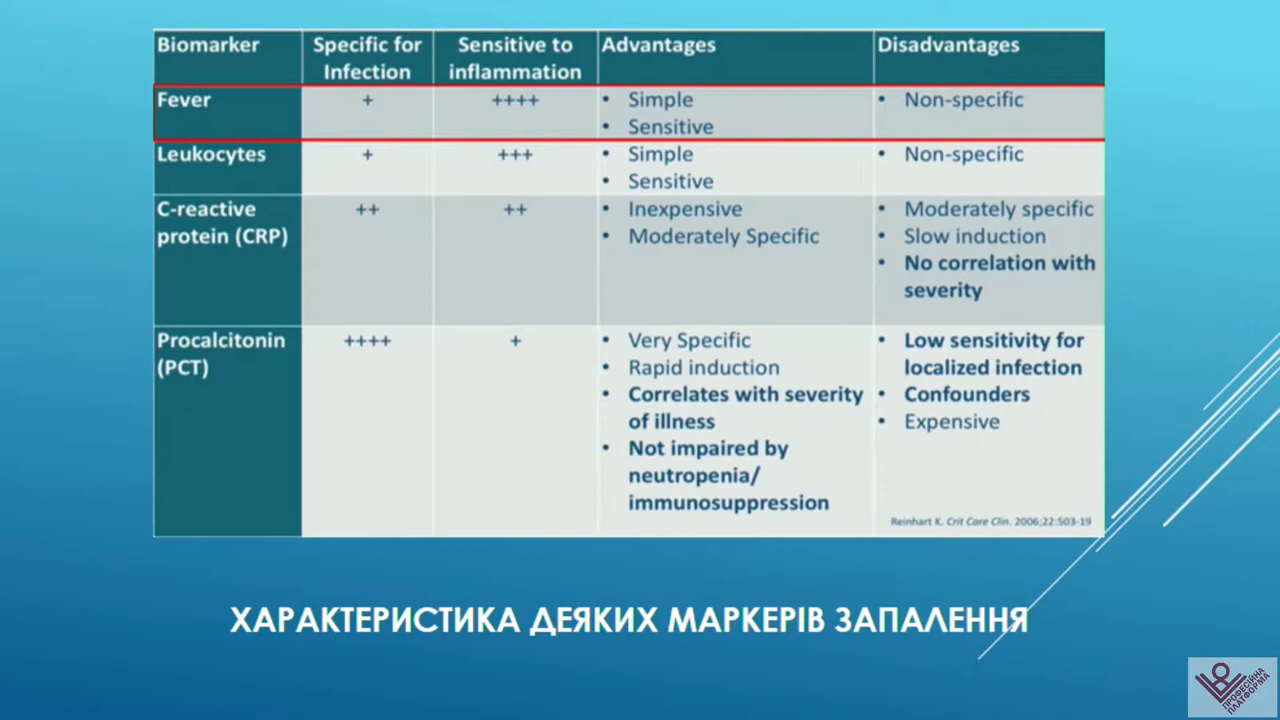 Biomarker
Specific for
Infection
Sensitive to
inflammation
Advantages
Disadvantages
Fever
+
++++
• Simple
• Sensitive
• Non-specific
Leukocytes
+
+++
• Simple
• Sensitive
• Non-specific
C-reactive
protein (CRP)
++
++
• Inexpensive
• Moderately Specific
• Moderately specific
• Slow induction
• No correlation with
severity
Procalcitonin
(PCT)
++++
+
• Very Specific
• Rapid induction
• Correlates with severity
of illness
• Not impaired by
neutropenia/
immunosuppression
• Low sensitivity for
localized infection
• Confounders
• Expensive
Reinhart K. Crit Care Clin. 2006;22:503-19
ХАРАКТЕРИСТИКА ДЕЯКИХ МАРКЕРІВ ЗАПАЛЕННЯ
ПРОФЕСІЙНА
ПЛАТФОРМА